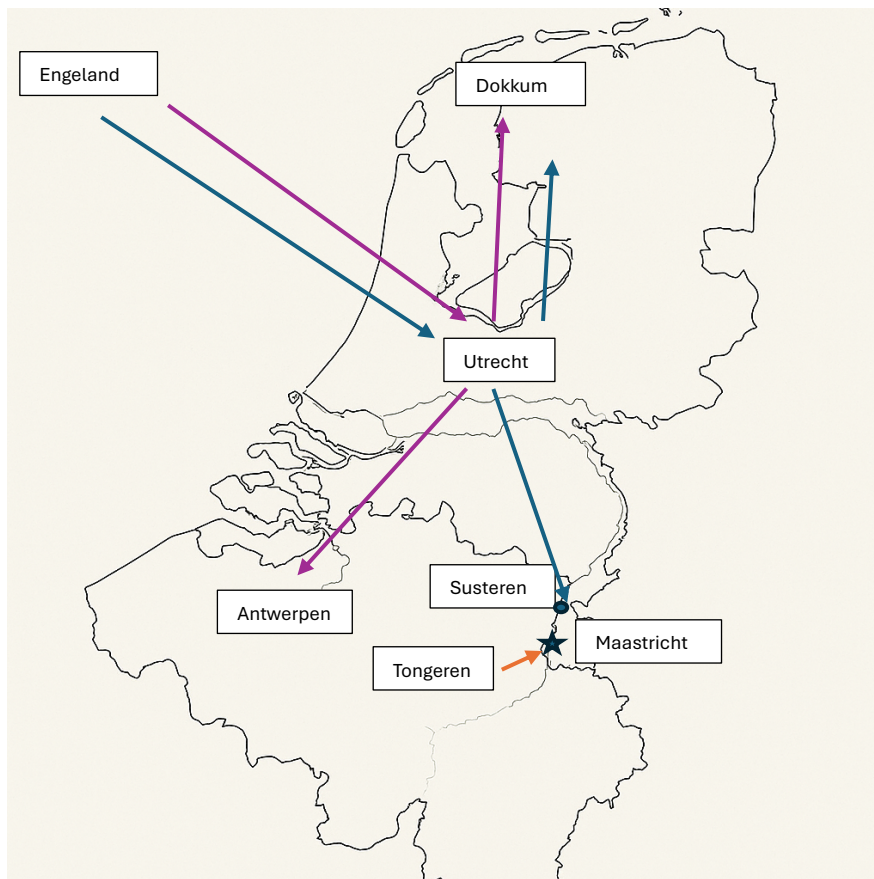 Engeland
Dokkum
Utrecht
Susteren
Antwerpen
Maastricht
Tongeren